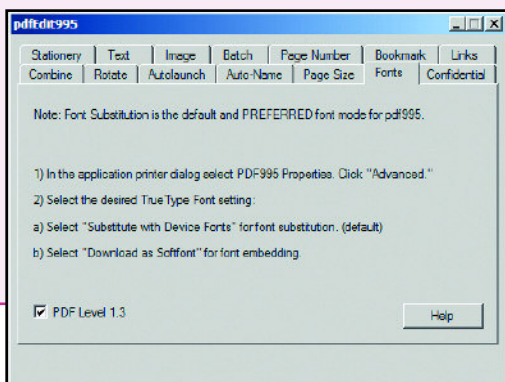 pdfEdit995
Stationery Text Image Batch Page Number Bookmark Links
Combine Rotate Autolaunch Auto-Name Page Size Fonts Confidential
Note: Font Substitution is the default and PREFERRED font mode for pdf995.
1) In the application printer dialog select PDF995 Properties. Click "Advanced."
2) Select the desired TrueType Font setting:
a) Select "Substitute with Device Fonts" for font substitution. (default)
b) Select "Download as Softfont" for font embedding.
PDF Level 1.3
Help